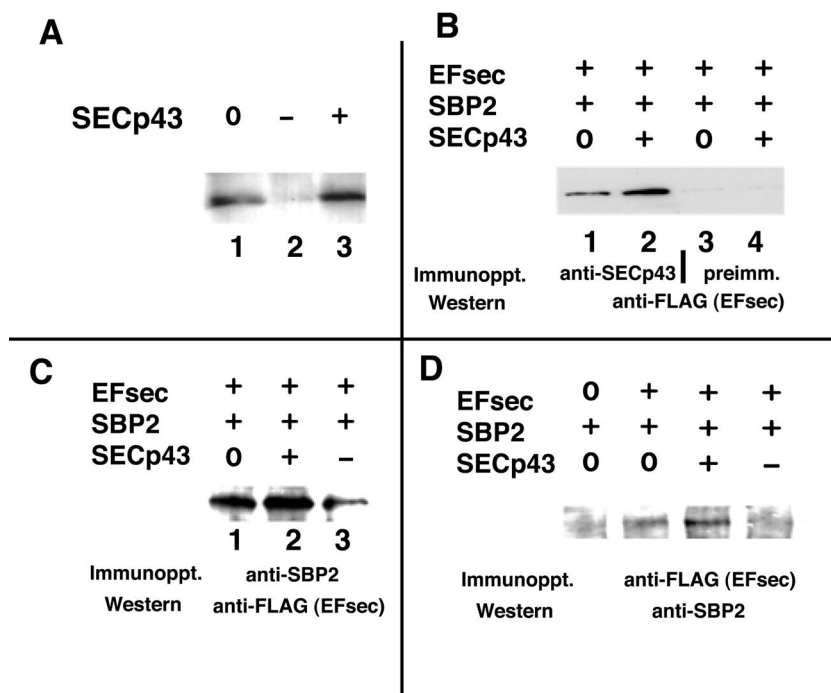 A
SECp43 0 – +
1 2 3
B
EFsec + + + +
SBP2 + + + +
SECp43 0 + 0 +
1 2 3 4
Immunoppt. anti-SECp43 preimm.
Western anti-FLAG (EFsec)
C
EFsec + + +
SBP2 + + +
SECp43 0 + –
1 2 3
Immunoppt. anti-SBP2
Western anti-FLAG (EFsec)
D
EFsec 0 + + +
SBP2 + + + +
SECp43 0 0 + –
Immunoppt. anti-FLAG (EFsec)
Western anti-SBP2